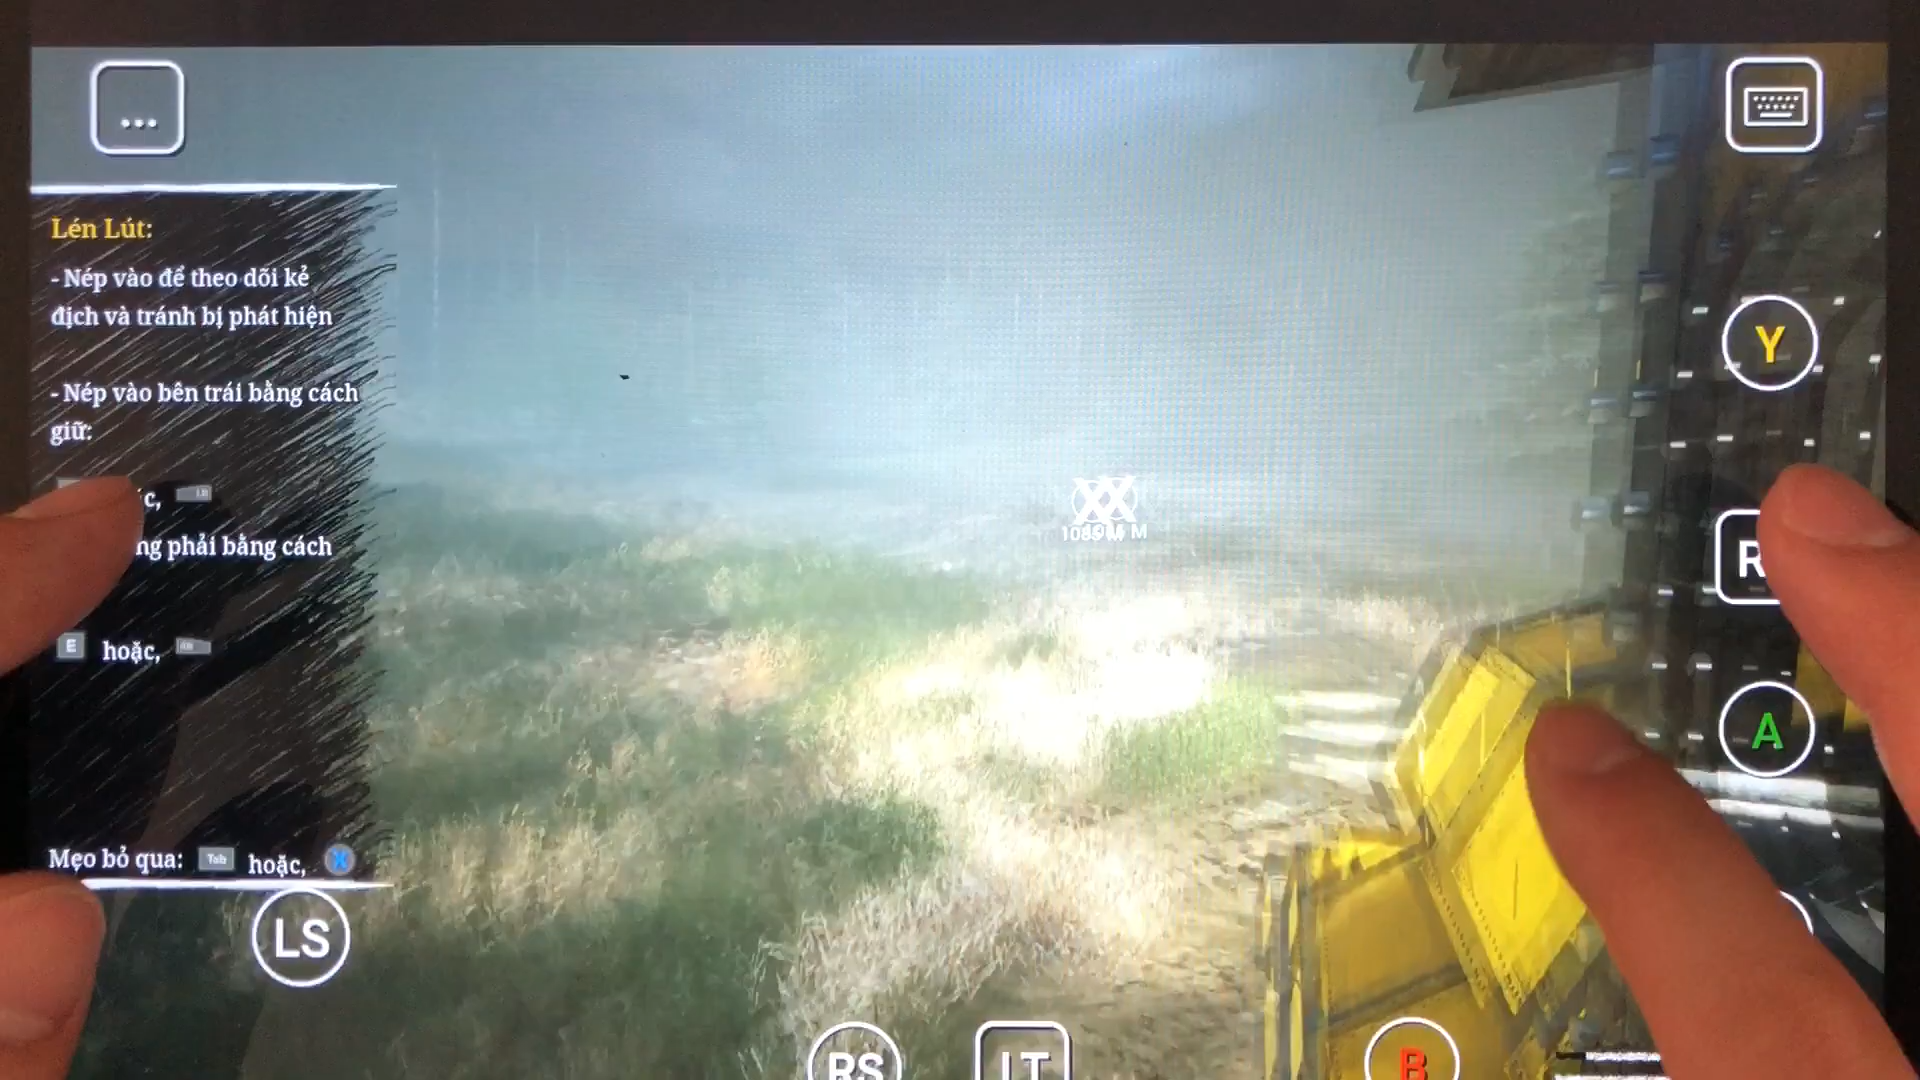 ...
Lén Lút:
- Nép vào để theo dõi kẻ
địch và tránh bị phát hiện
- Nép vào bên trái bằng cách
giữ:
phải bằng cách
E hoặc,
Mẹo bỏ qua: Tab hoặc, X
Y
A
LS
RS
LT
B